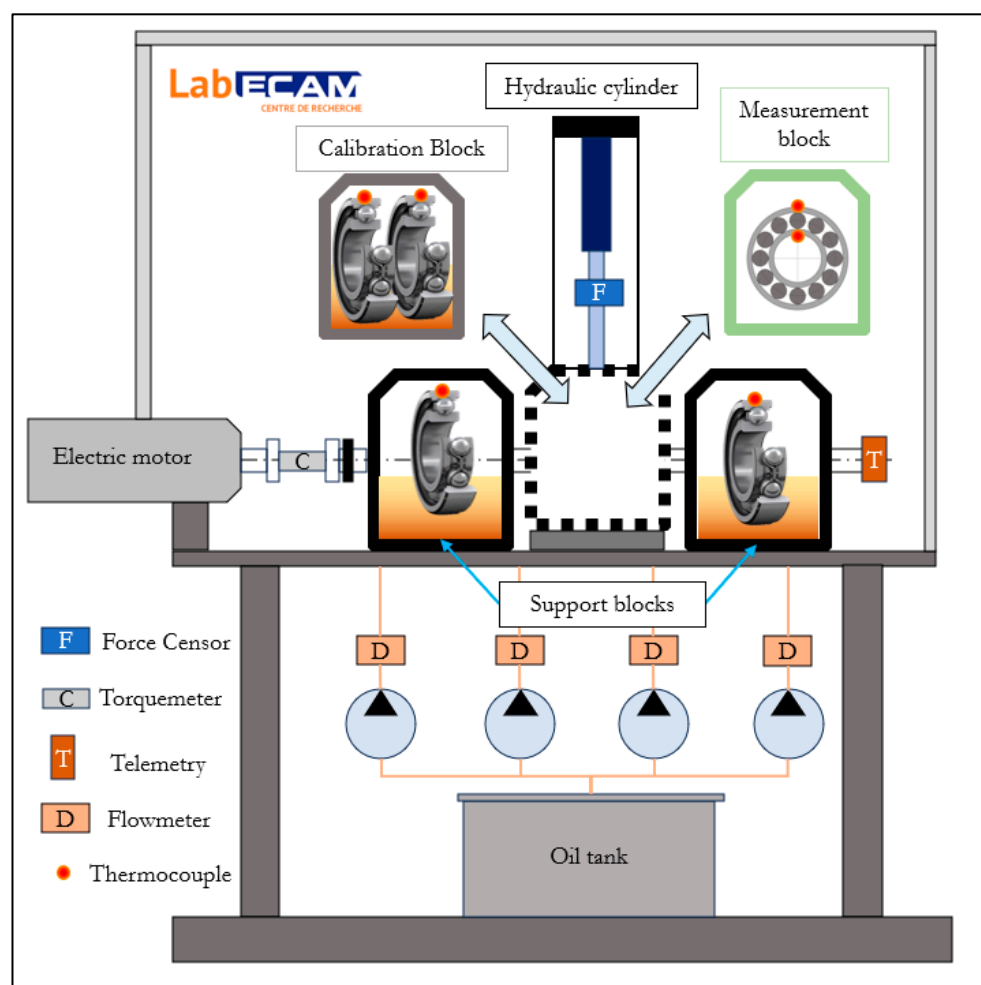 LabECAM
CENTRE DE RECHERCHE
Hydraulic cylinder
Measurement
block
Calibration Block
F
Electric motor
C
T
Support blocks
F Force Censor
D D D D
C Torquemeter
T Telemetry
D Flowmeter
Oil tank
Thermocouple